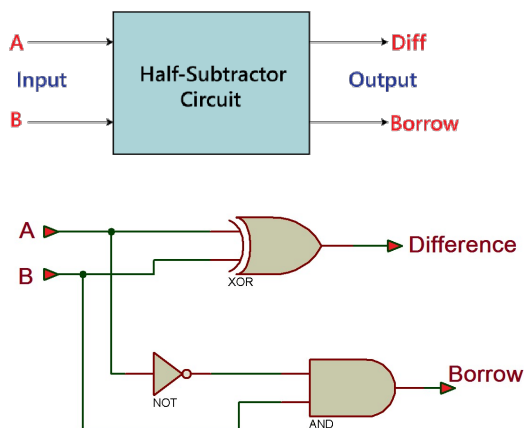 A
Diff
Input
Half-Subtractor
Circuit
Output
B
Borrow
A
Difference
B
XOR
Borrow
NOT
AND